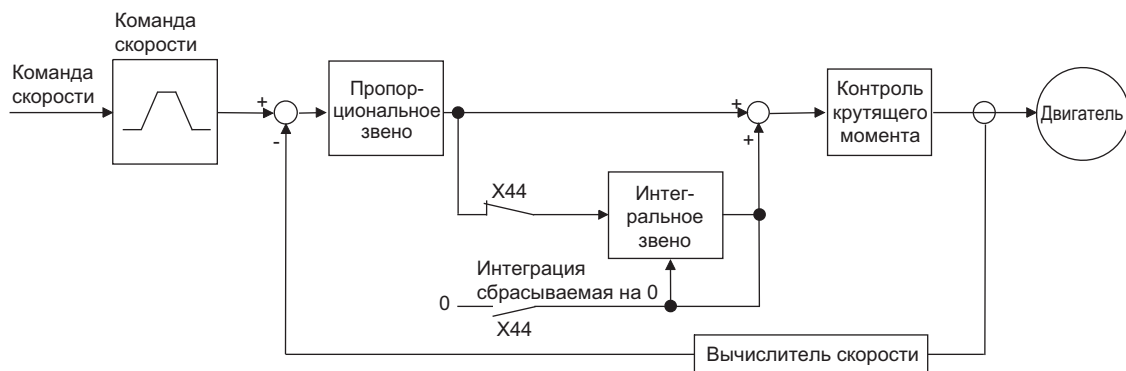 Команда
скорости
Команда
скорости
+
-
Пропор-
циональное
звено
+
+
Контроль
крутящего
момента
Двигатель
X44
Интег-
ральное
звено
Интеграция
сбрасываемая на 0
0
X44
Вычислитель скорости